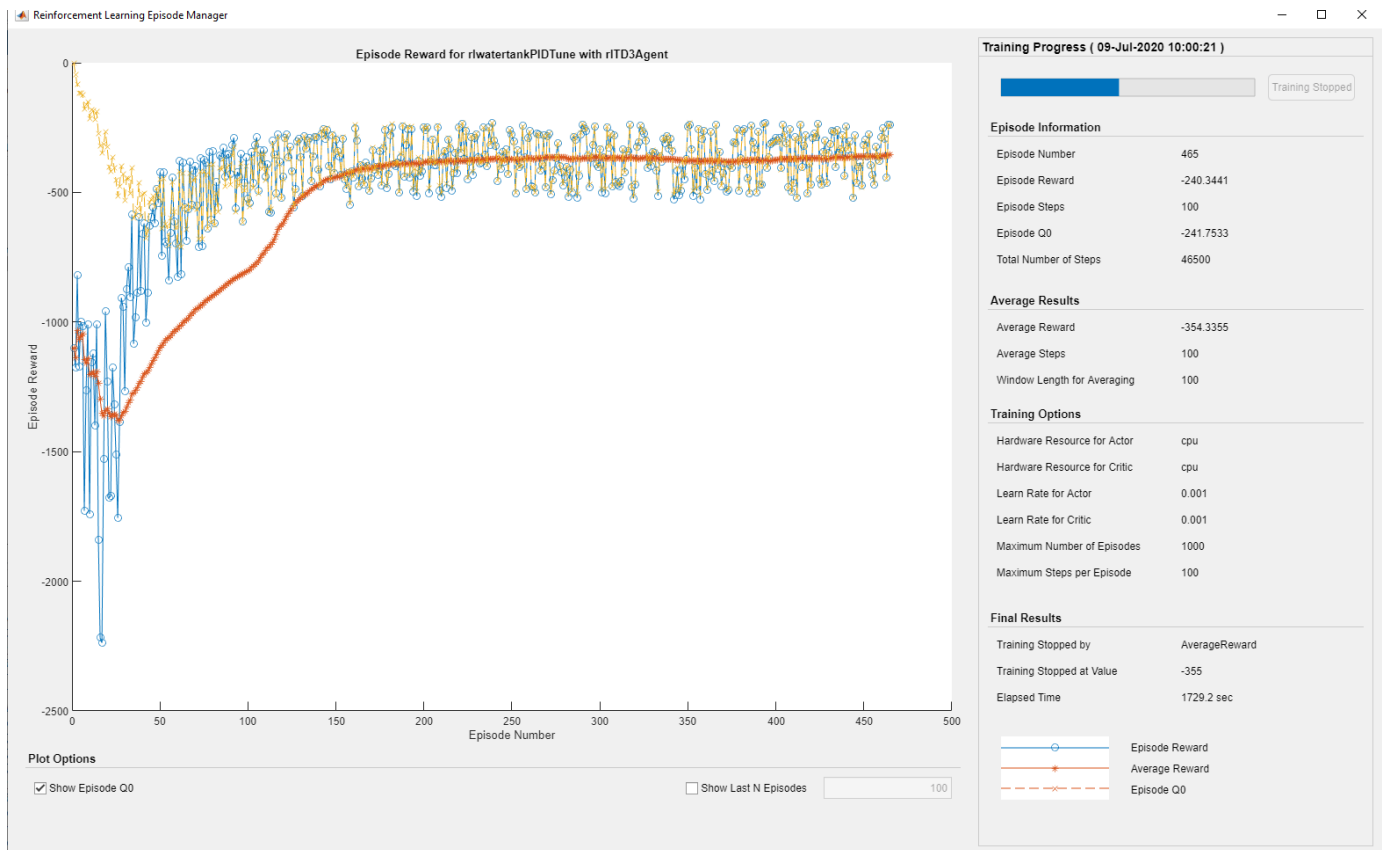 Reinforcement Learning Episode Manager
Episode Reward for rlwatertankPIDTune with rlTD3Agent
0
-500
-1000
-1500
-2000
-2500
Episode Reward
0 50 100 150 200 250 300 350 400 450 500
Episode Number
Plot Options
Show Episode Q0
Show Last N Episodes 100
Training Progress ( 09-Jul-2020 10:00:21 )
Training Stopped
Episode Information
Episode Number 465
Episode Reward -240.3441
Episode Steps 100
Episode Q0 -241.7533
Total Number of Steps 46500
Average Results
Average Reward -354.3355
Average Steps 100
Window Length for Averaging 100
Training Options
Hardware Resource for Actor cpu
Hardware Resource for Critic cpu
Learn Rate for Actor 0.001
Learn Rate for Critic 0.001
Maximum Number of Episodes 1000
Maximum Steps per Episode 100
Final Results
Training Stopped by AverageReward
Training Stopped at Value -355
Elapsed Time 1729.2 sec
Episode Reward
Average Reward
Episode Q0